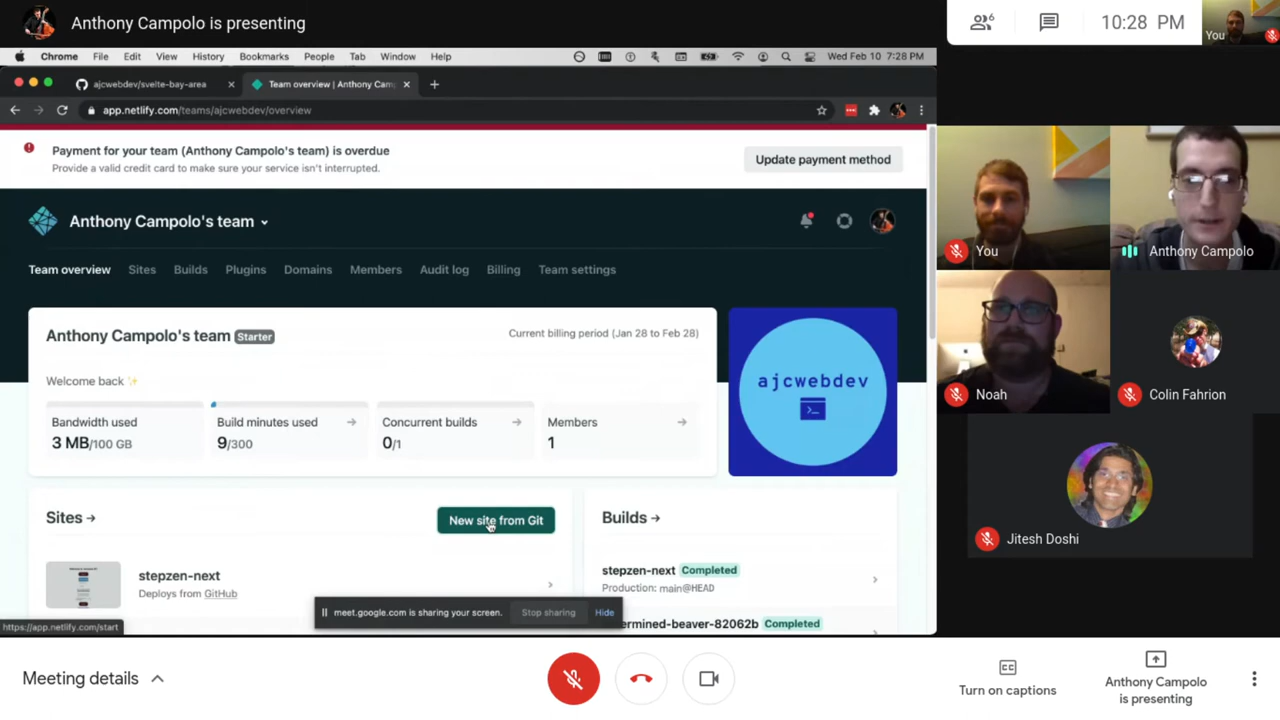 Anthony Campolo is presenting
6
10:28 PM
You
Chrome File Edit View History Bookmarks People Tab Window Help
Wed Feb 10 7:28 PM
ajcwebdev/svelte-bay-area
Team overview | Anthony Cam
app.netlify.com/teams/ajcwebdev/overview
Payment for your team (Anthony Campolo's team) is overdue
Provide a valid credit card to make sure your service isn't interrupted.
Update payment method
Anthony Campolo's team
Team overview Sites Builds Plugins Domains Members Audit log Billing Team settings
Anthony Campolo's team Starter
Current billing period (Jan 28 to Feb 28)
Welcome back ✨
Bandwidth used
3 MB/100 GB
Build minutes used →
9/300
Concurrent builds →
0/1
Members →
1
ajcwebdev
>_
Sites →
New site from Git
stepzen-next
Deploys from GitHub
Builds →
stepzen-next Completed
Production: main@HEAD
ermined-beaver-82062b Completed
meet.google.com is sharing your screen.
Stop sharing
Hide
https://app.netlify.com/start
You
Anthony Campolo
Noah
Colin Fahrion
Jitesh Doshi
Meeting details
Turn on captions
Anthony Campolo
is presenting